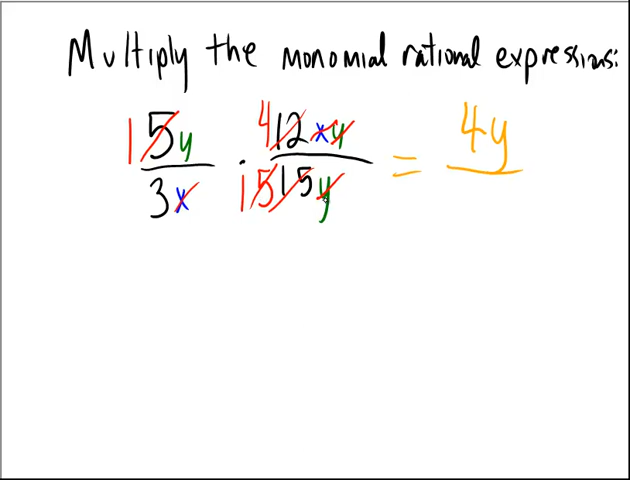 Multiply the monomial rational expressions:
1 5y 4 12xy 4y
· =
3x 1 5 15y